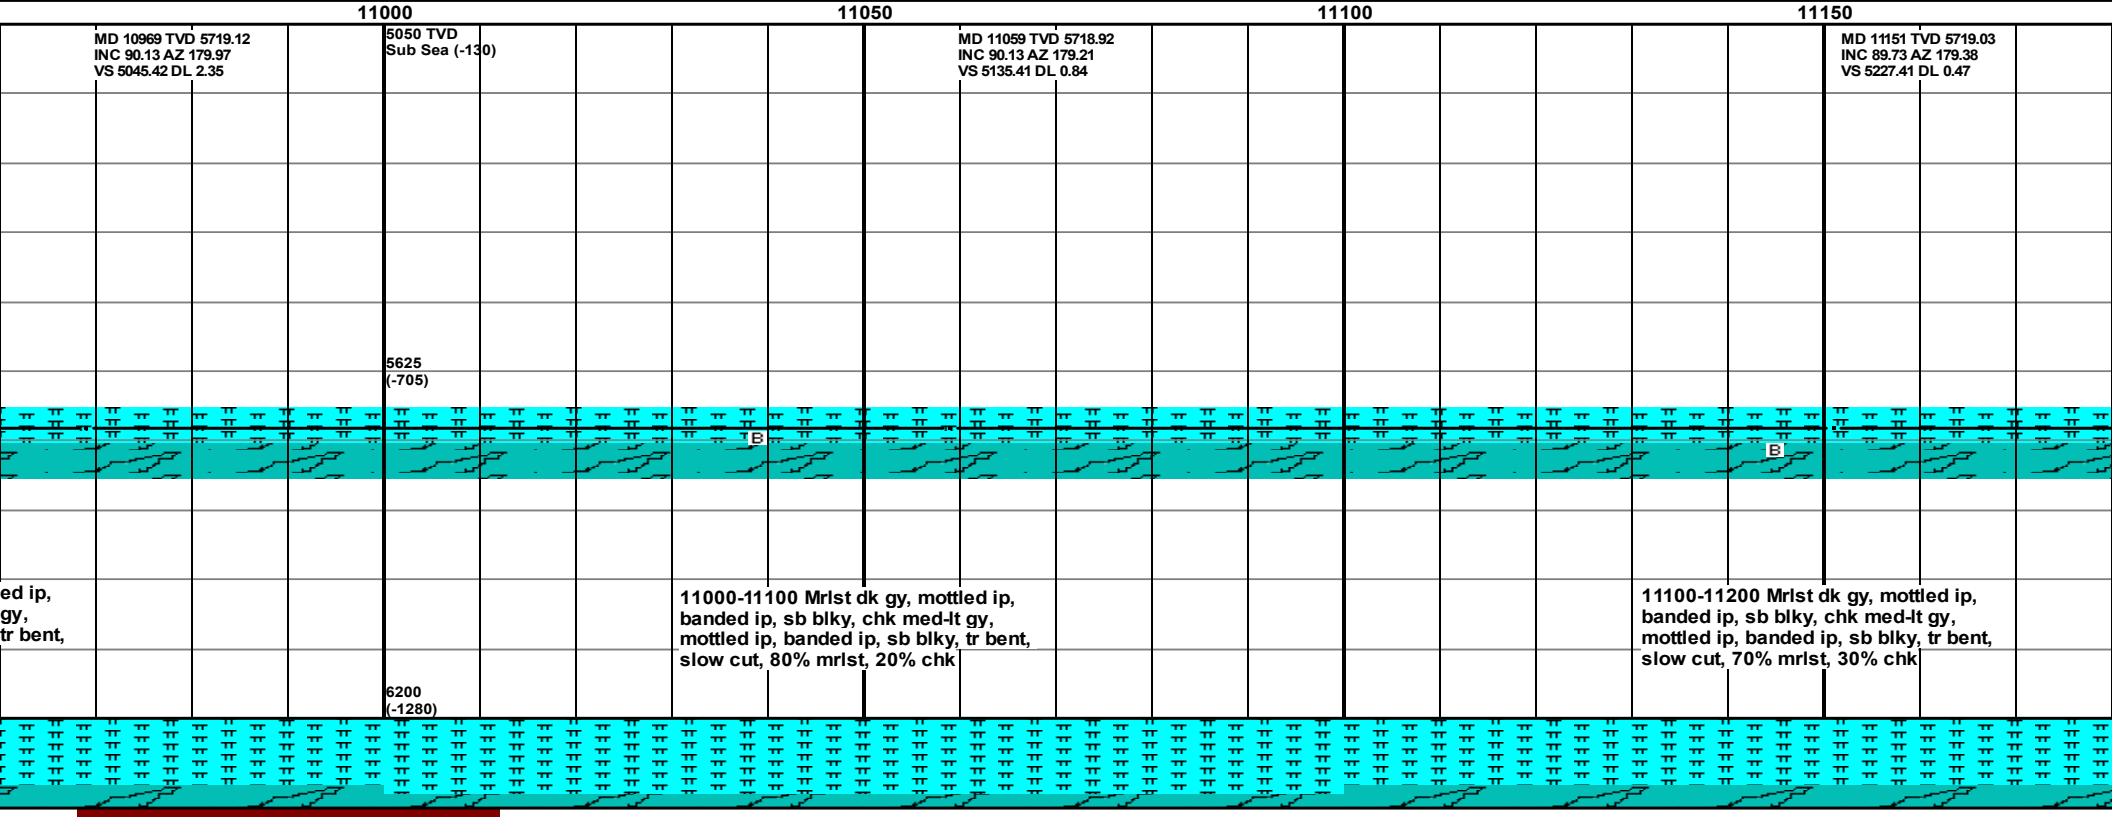 11000
11050
11100
11150
MD 10969 TVD 5719.12
INC 90.13 AZ 179.97
VS 5045.42 DL 2.35
5050 TVD
Sub Sea (-130)
MD 11059 TVD 5718.92
INC 90.13 AZ 179.21
VS 5135.41 DL 0.84
MD 11151 TVD 5719.03
INC 89.73 AZ 179.38
VS 5227.41 DL 0.47
5625
(-705)
B
B
ed ip,
gy,
tr bent,
11000-11100 Mrlst dk gy, mottled ip,
banded ip, sb blky, chk med-lt gy,
mottled ip, banded ip, sb blky, tr bent,
slow cut, 80% mrlst, 20% chk
11100-11200 Mrlst dk gy, mottled ip,
banded ip, sb blky, chk med-lt gy,
mottled ip, banded ip, sb blky, tr bent,
slow cut, 70% mrlst, 30% chk
6200
(-1280)